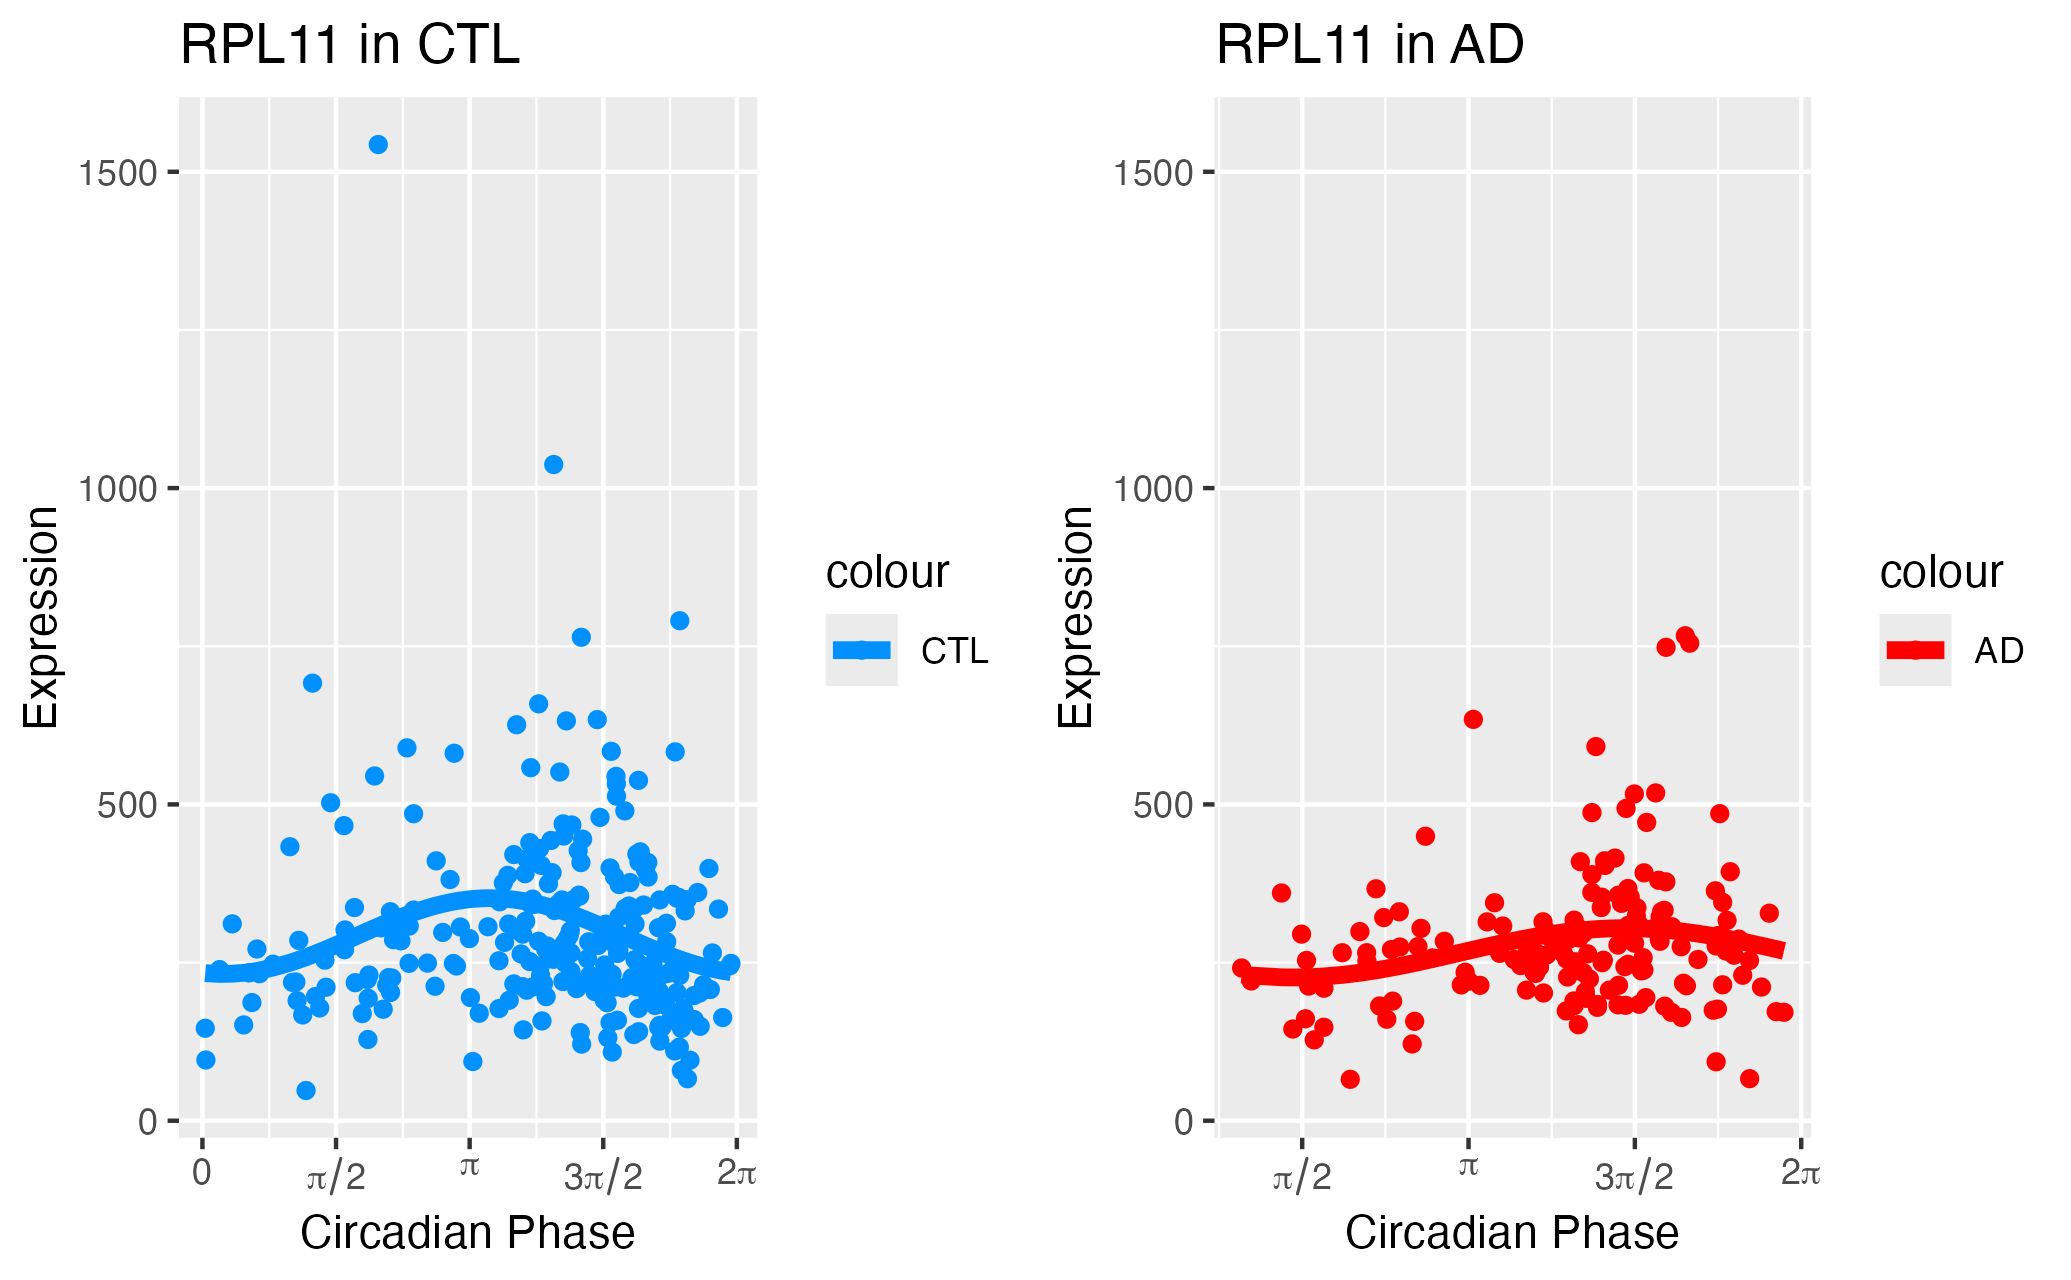 RPL11 in CTL
Expression
1500
1000
500
0
0 π/2 π 3π/2 2π
Circadian Phase
colour
CTL
RPL11 in AD
Expression
1500
1000
500
0
π/2 π 3π/2 2π
Circadian Phase
colour
AD